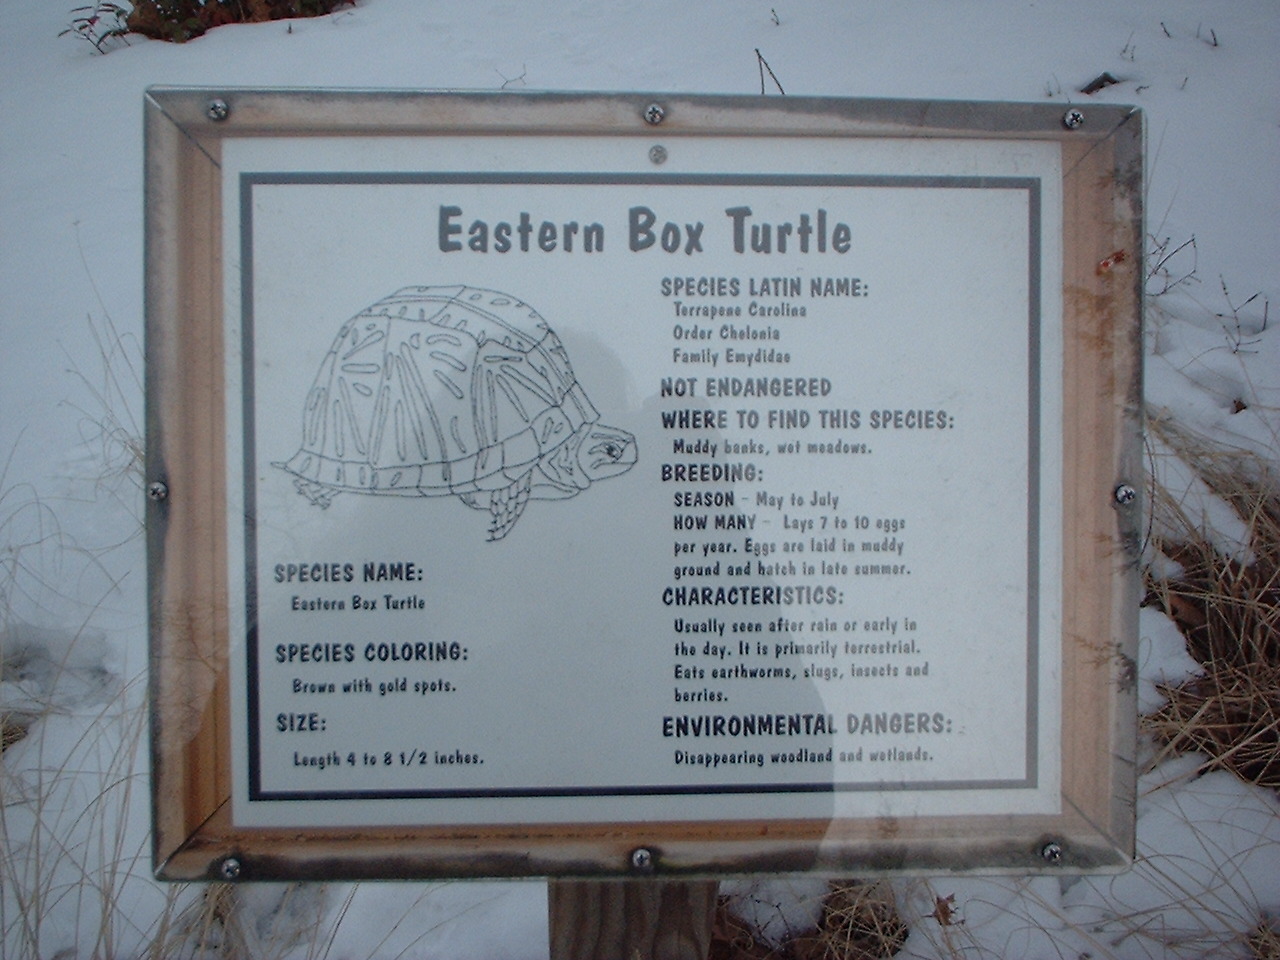 Eastern Box Turtle
SPECIES NAME:
Eastern Box Turtle
SPECIES COLORING:
Brown with gold spots.
SIZE:
Length 4 to 8 1/2 inches.
SPECIES LATIN NAME:
Terrapene Carolina
Order Chelonia
Family Emydidae
NOT ENDANGERED
WHERE TO FIND THIS SPECIES:
Muddy banks, wet meadows.
BREEDING:
SEASON - May to July
HOW MANY - Lays 7 to 10 eggs
per year. Eggs are laid in muddy
ground and hatch in late summer.
CHARACTERISTICS:
Usually seen after rain or early in
the day. It is primarily terrestrial.
Eats earthworms, slugs, insects and
berries.
ENVIRONMENTAL DANGERS:
Disappearing woodland and wetlands.